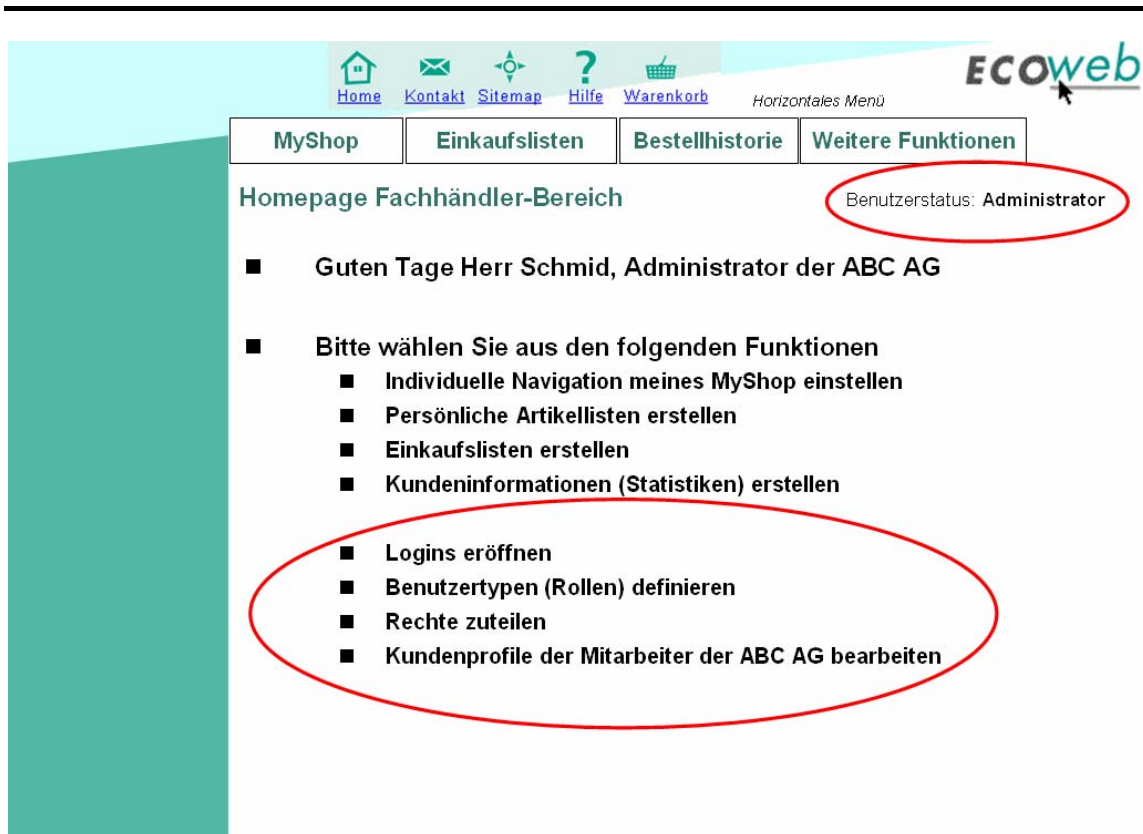 ECOweb
Home Kontakt Sitemap Hilfe Warenkorb Horizontales Menü
MyShop Einkaufslisten Bestellhistorie Weitere Funktionen
Homepage Fachhändler-Bereich Benutzerstatus: Administrator
■ Guten Tage Herr Schmid, Administrator der ABC AG
■ Bitte wählen Sie aus den folgenden Funktionen
■ Individuelle Navigation meines MyShop einstellen
■ Persönliche Artikellisten erstellen
■ Einkaufslisten erstellen
■ Kundeninformationen (Statistiken) erstellen
■ Logins eröffnen
■ Benutzertypen (Rollen) definieren
■ Rechte zuteilen
■ Kundenprofile der Mitarbeiter der ABC AG bearbeiten